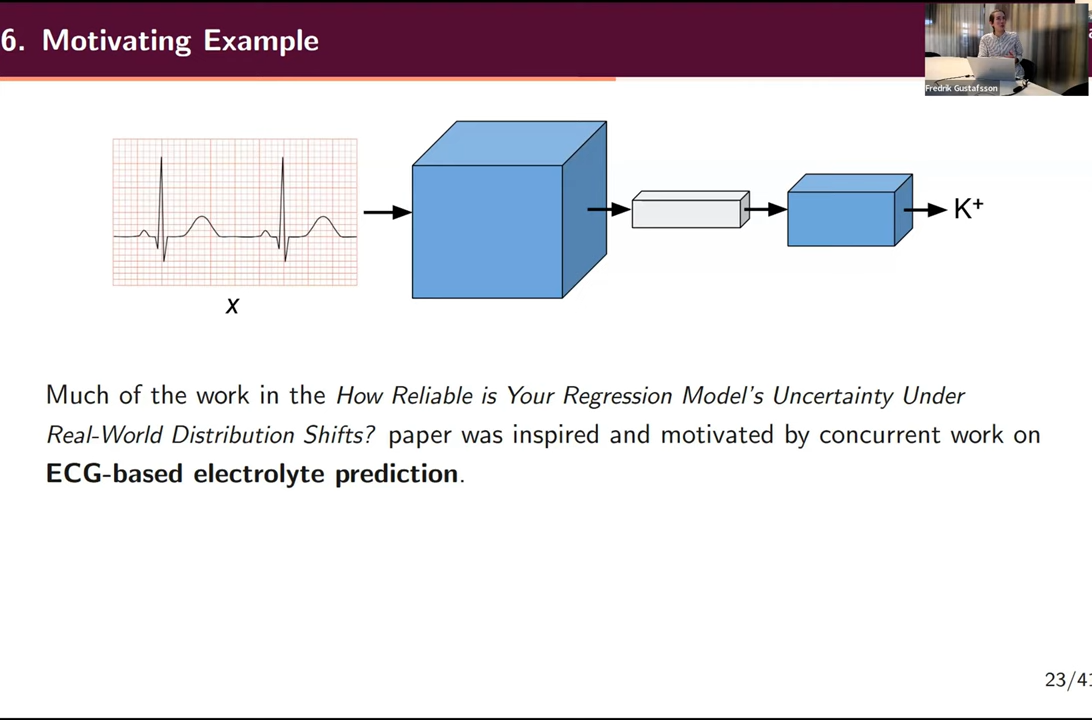 6. Motivating Example
Fredrik Gustafsson
K+
x
Much of the work in the How Reliable is Your Regression Model's Uncertainty Under
Real-World Distribution Shifts? paper was inspired and motivated by concurrent work on
ECG-based electrolyte prediction.
23/41